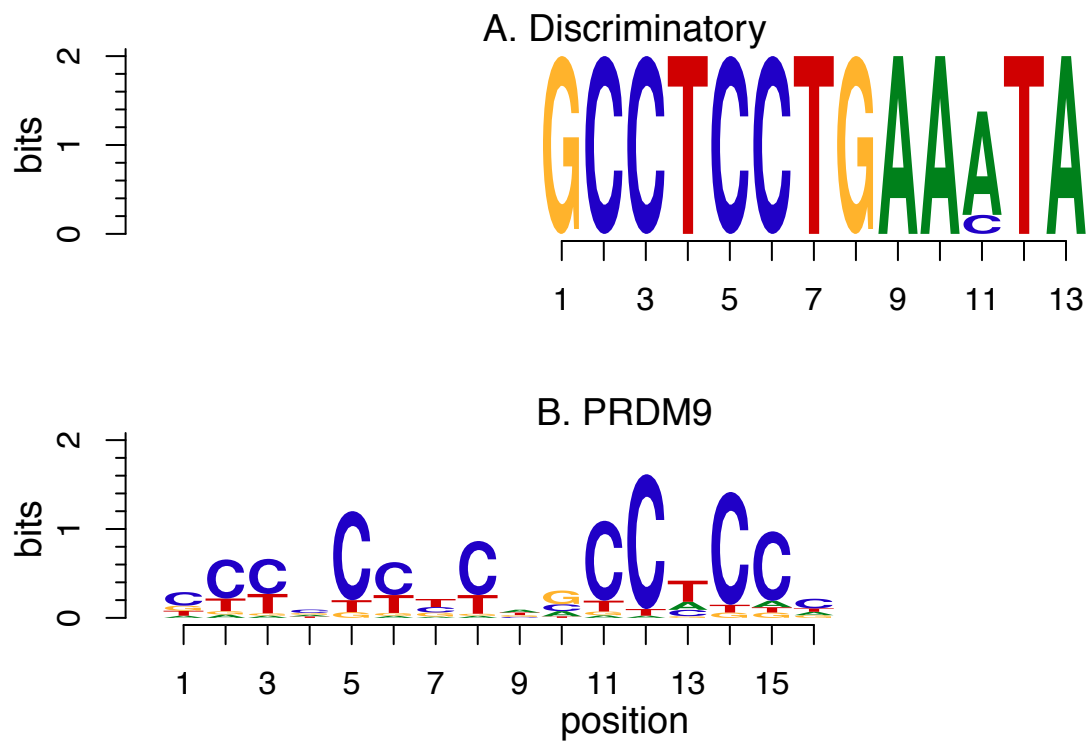 A. Discriminatory
bits
0 1 2
GCCTCCTGAAATA
C
1 3 5 7 9 11 13
B. PRDM9
bits
0 1 2
C C C C C C T C A G C C T C C C
G T T C T T C T T C T T A T A T
T G G T G G G G G A G A C G T A
A A A T A A A T G G G
1 3 5 7 9 11 13 15
position